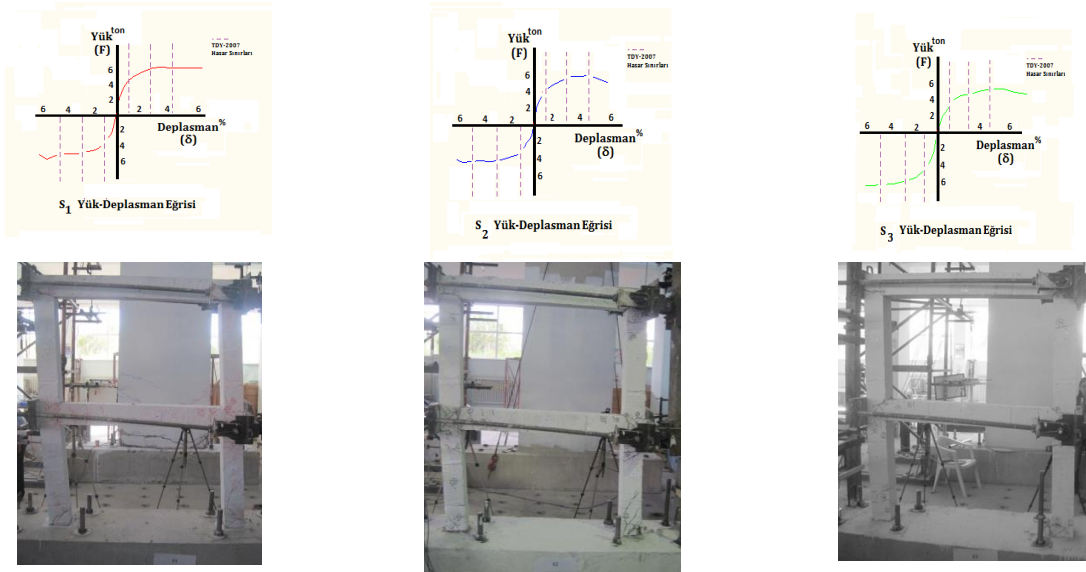 Yük ton
(F)
TDY-2007
Hasar Sınırları
6
4
2
6 4 2 2 4 6
Deplasman %
(δ)
2
4
6
S1 Yük-Deplasman Eğrisi
Yük ton
(F)
TDY-2007
Hasar Sınırları
6
4
2
6 4 2 2 4 6
Deplasman %
(δ)
2
4
6
S2 Yük-Deplasman Eğrisi
Yük ton
(F)
TDY-2007
Hasar Sınırları
6
4
2
6 4 2 2 4 6
Deplasman %
(δ)
2
4
6
S3 Yük-Deplasman Eğrisi